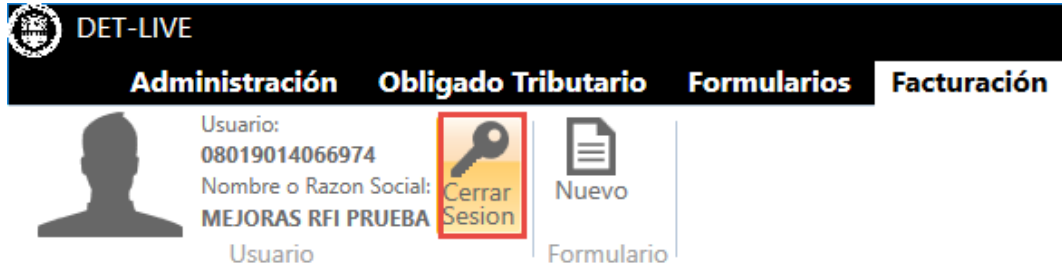 DET-LIVE
Administración Obligado Tributario Formularios Facturación
Usuario:
08019014066974
Nombre o Razon Social:
MEJORAS RFI PRUEBA
Cerrar
Sesion
Nuevo
Usuario
Formulario